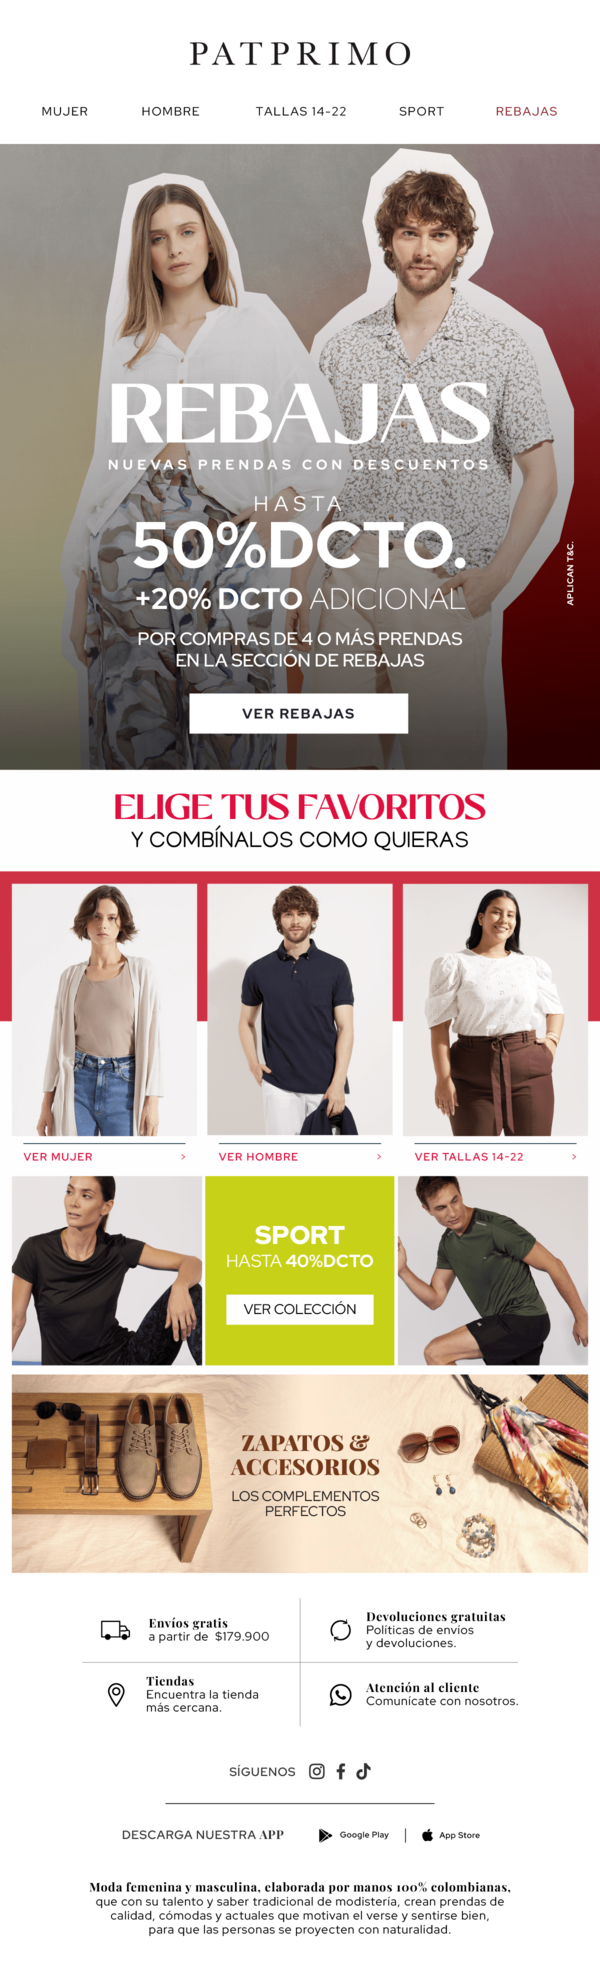 PATPRIMO
MUJER HOMBRE TALLAS 14-22 SPORT REBAJAS
REBAJAS
NUEVAS PRENDAS CON DESCUENTOS
HASTA
50%DCTO.
+20% DCTO ADICIONAL
APLICAN T&C.
POR COMPRAS DE 4 O MÁS PRENDAS
EN LA SECCIÓN DE REBAJAS
VER REBAJAS
ELIGE TUS FAVORITOS
Y COMBÍNALOS COMO QUIERAS
VER MUJER >
VER HOMBRE >
VER TALLAS 14-22 >
SPORT
HASTA 40%DCTO
VER COLECCIÓN
ZAPATOS &
ACCESORIOS
LOS COMPLEMENTOS
PERFECTOS
Envíos gratis
a partir de $179.900
Devoluciones gratuitas
Políticas de envíos
y devoluciones.
Tiendas
Encuentra la tienda
más cercana.
Atención al cliente
Comunícate con nosotros.
SÍGUENOS
DESCARGA NUESTRA APP
Google Play | App Store
Moda femenina y masculina, elaborada por manos 100% colombianas,
que con su talento y saber tradicional de modistería, crean prendas de
calidad, cómodas y actuales que motivan el verse y sentirse bien,
para que las personas se proyecten con naturalidad.